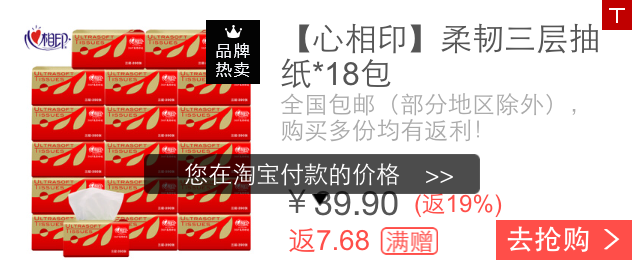 心相印
ULTRASOFT
TISSUES
品牌
热卖
T
【心相印】柔韧三层抽
纸*18包
全国包邮（部分地区除外），
购买多份均有返利！
您在淘宝付款的价格 >>
￥39.90 (返19%)
返7.68 满赠
去抢购 >